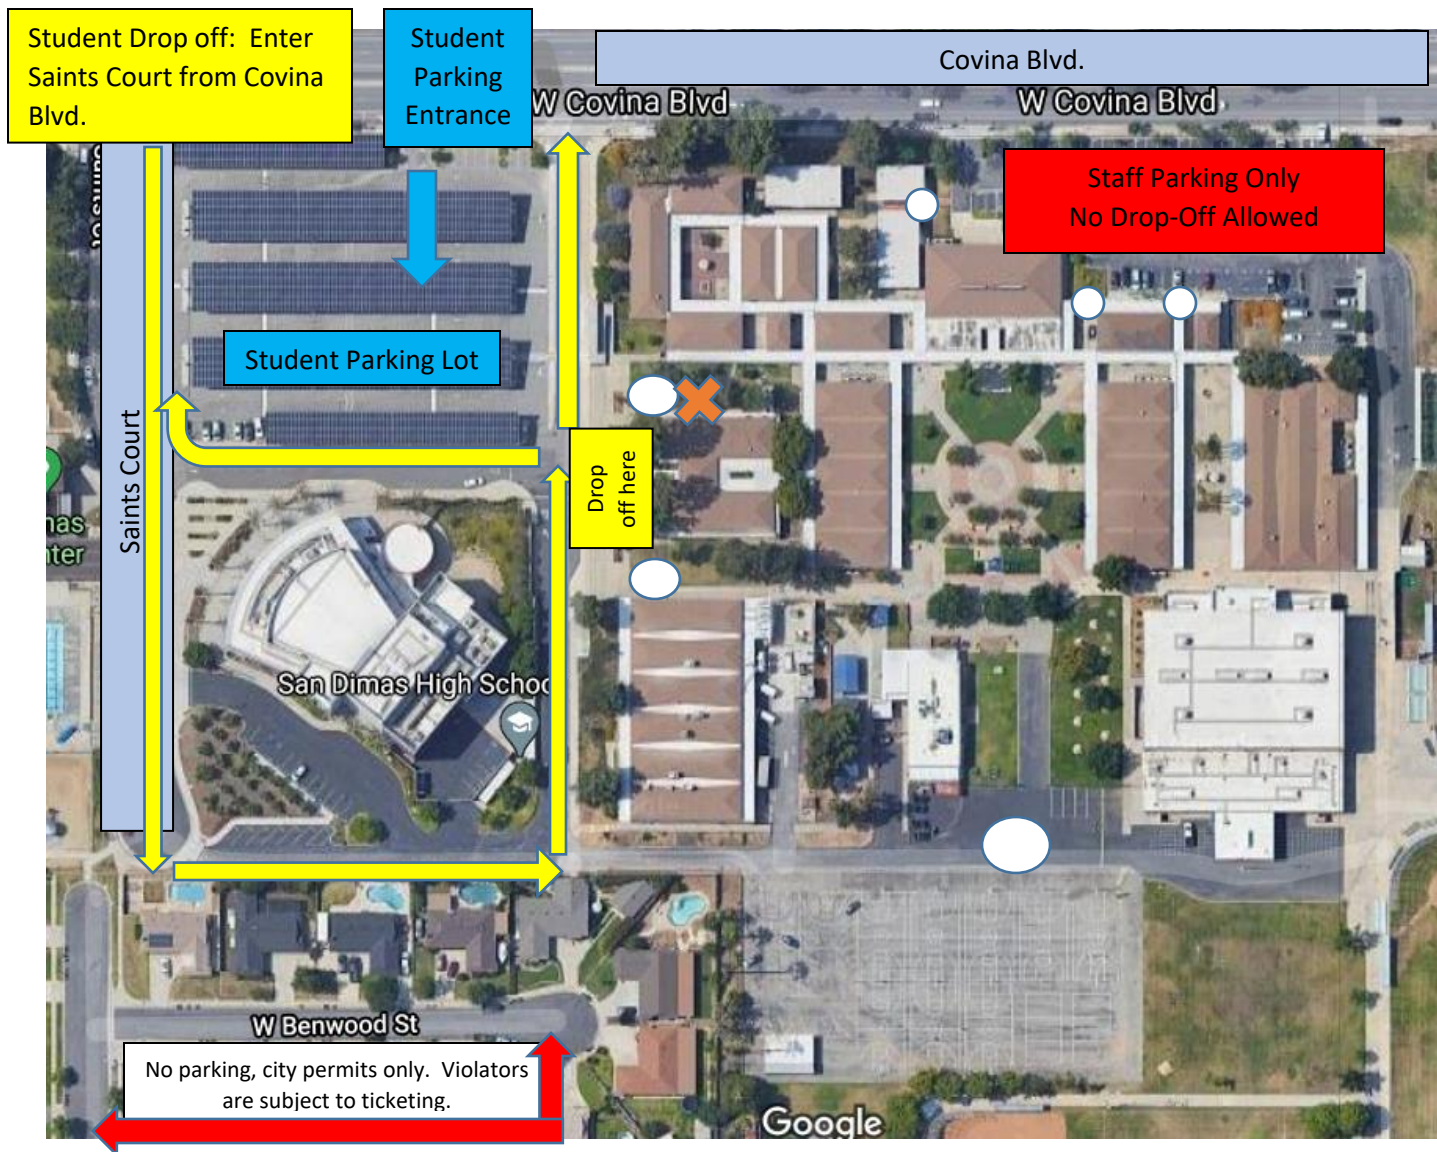 Student Drop off:  Enter
Saints Court from Covina
Blvd.
Student
Parking
Entrance
Covina Blvd.
W Covina Blvd
W Covina Blvd
Staff Parking Only
No Drop-Off Allowed
Student Parking Lot
Saints Court
Drop
off here
San Dimas High Schoo
W Benwood St
No parking, city permits only.  Violators
are subject to ticketing.
Google